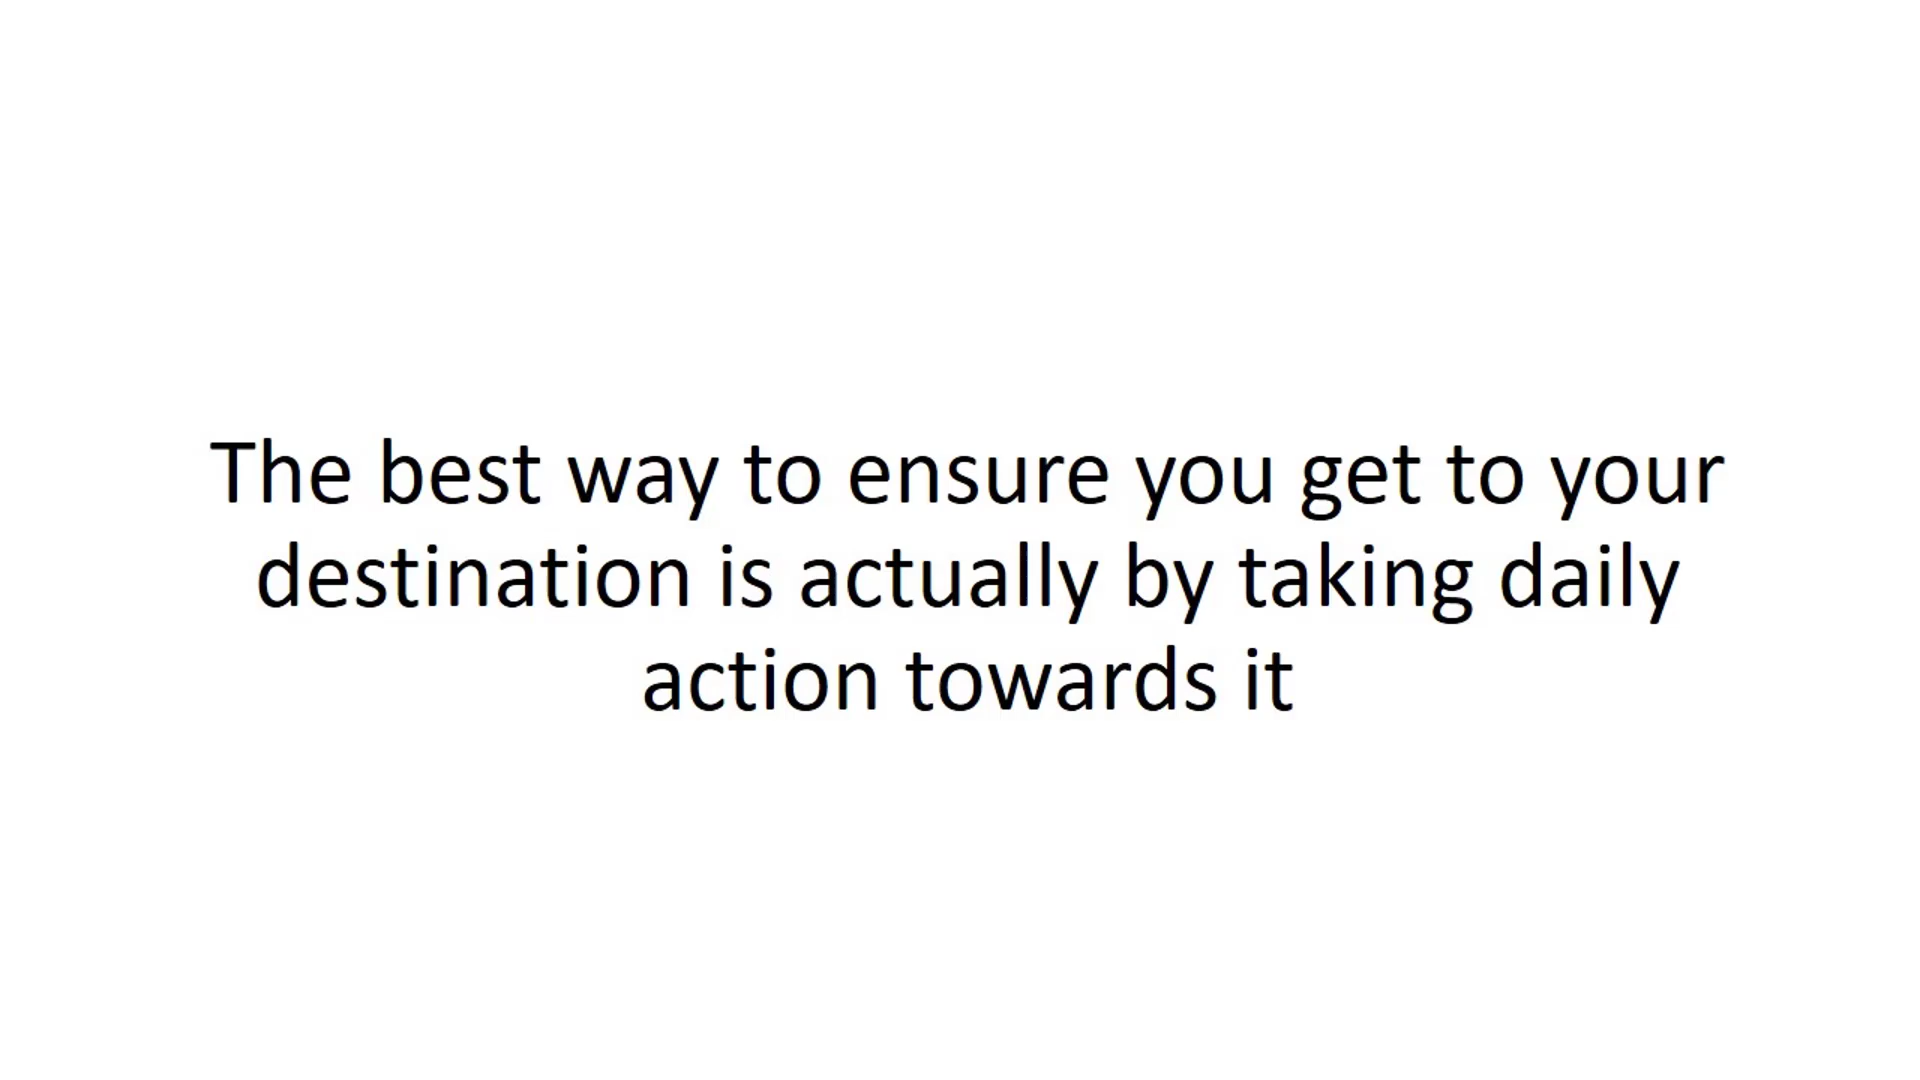 The best way to ensure you get to your
destination is actually by taking daily
action towards it